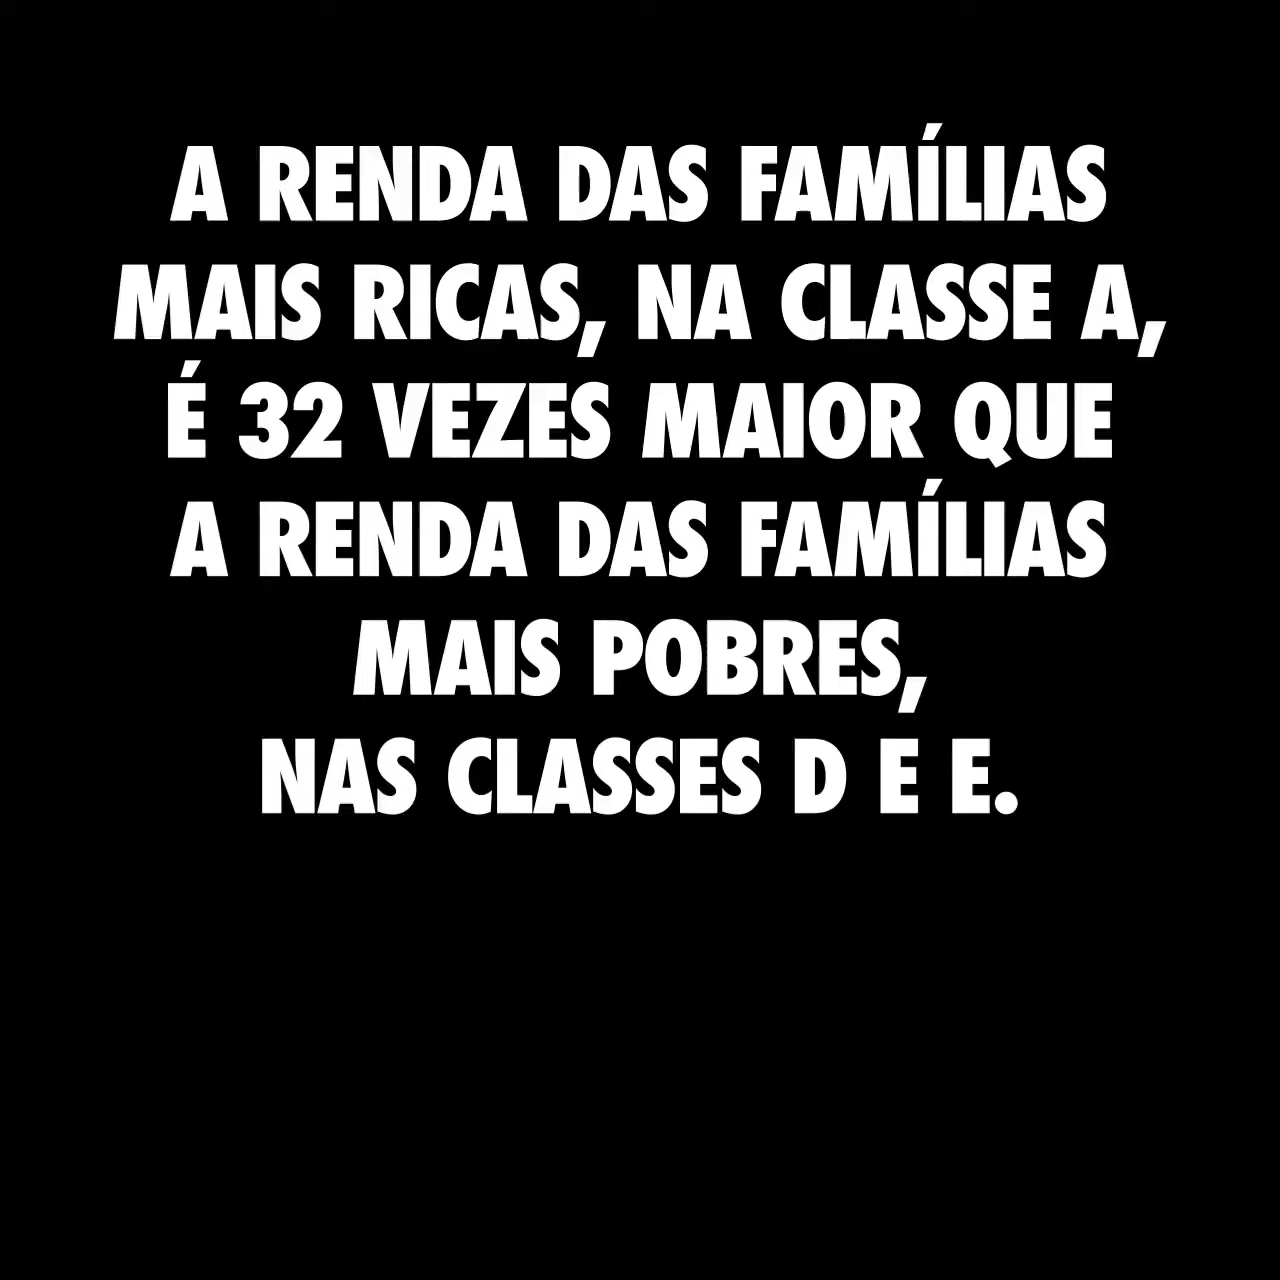 A RENDA DAS FAMÍLIAS
MAIS RICAS, NA CLASSE A,
É 32 VEZES MAIOR QUE
A RENDA DAS FAMÍLIAS
MAIS POBRES,
NAS CLASSES D E E.